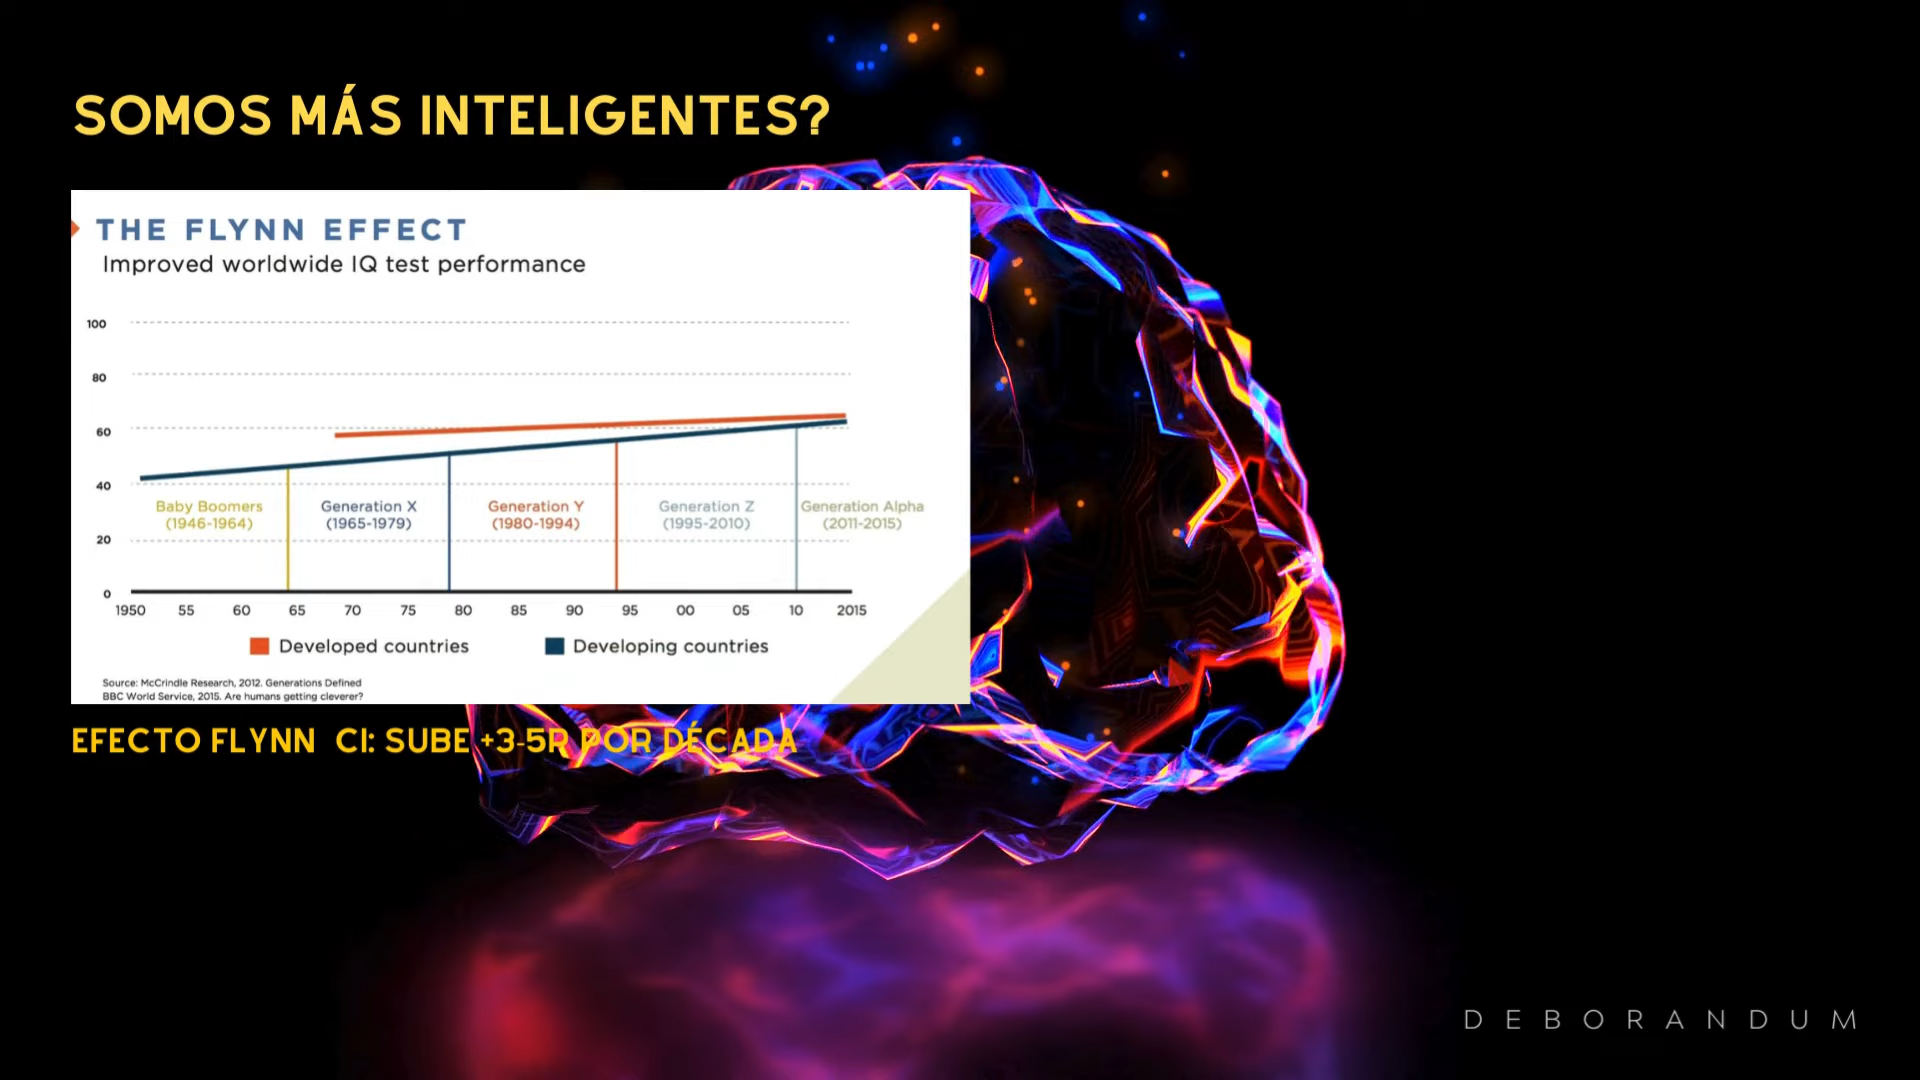 SOMOS MÁS INTELIGENTES?
THE FLYNN EFFECT
Improved worldwide IQ test performance
100
80
60
40
20
0
Baby Boomers
(1946-1964)
Generation X
(1965-1979)
Generation Y
(1980-1994)
Generation Z
(1995-2010)
Generation Alpha
(2011-2015)
1950 55 60 65 70 75 80 85 90 95 00 05 10 2015
Developed countries
Developing countries
Source: McCrindle Research, 2012. Generations Defined
BBC World Service, 2015. Are humans getting cleverer?
EFECTO FLYNN CI: SUBE +3-5P POR DÉCADA
DEBORANDUM